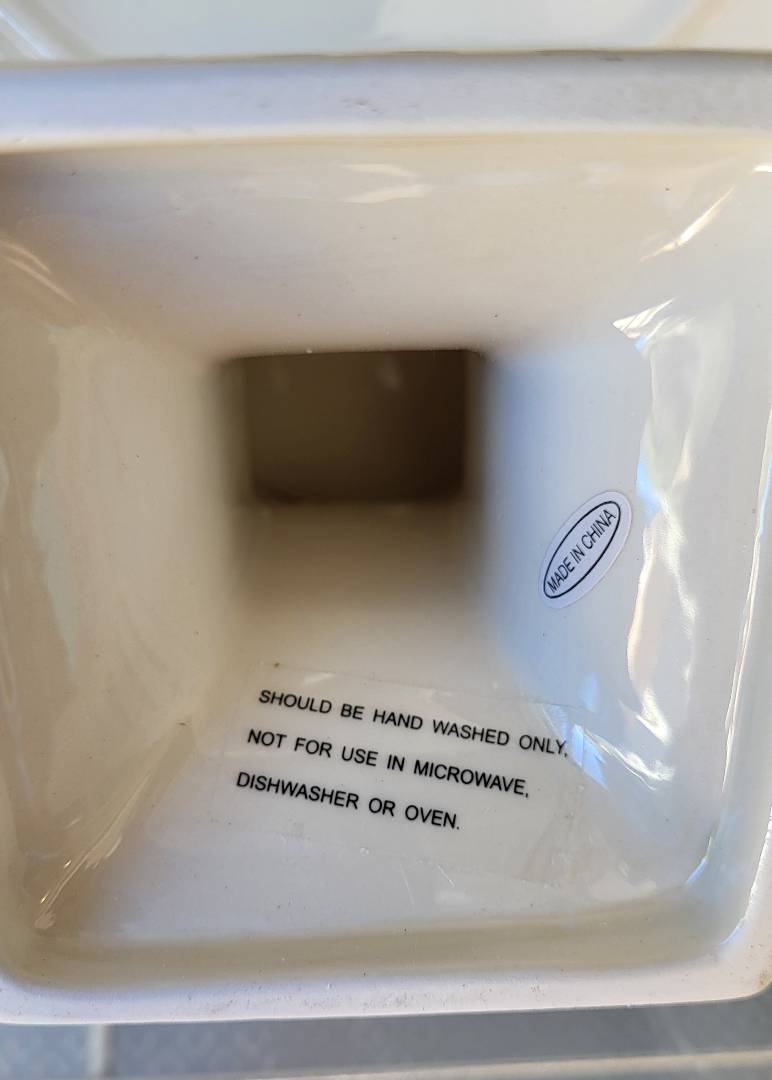 MADE IN CHINA
SHOULD BE HAND WASHED ONLY,
NOT FOR USE IN MICROWAVE,
DISHWASHER OR OVEN.